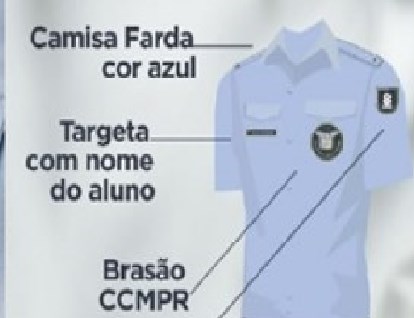 Camisa Farda
cor azul
Targeta
com nome
do aluno
Brasão
CCMPR